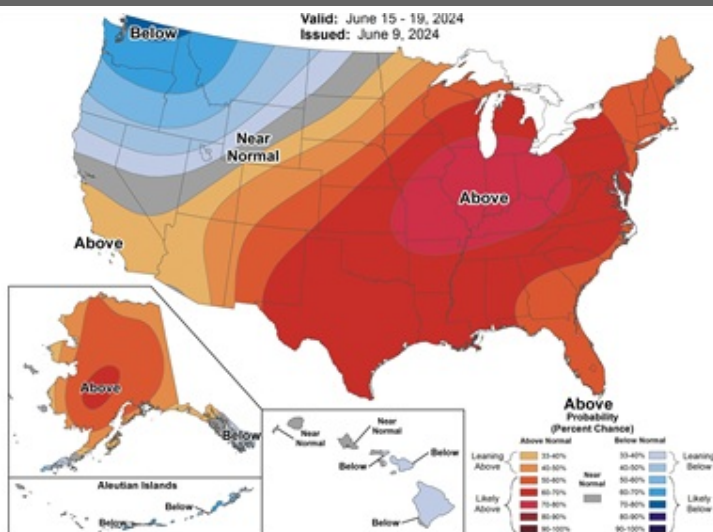 Valid: June 15 - 19, 2024
Issued: June 9, 2024
Below
Near
Normal
Above
Above
Above
Below
Aleutian Islands
Below
Below
Near
Normal
Near
Normal
Below
Below
Below
Above
Probability
(Percent Chance)
Above Normal
Below Normal
Leaning
Above
33-40%
40-50%
50-60%
60-70%
70-80%
80-90%
90-100%
Likely
Above
Near
Normal
33-40%
40-50%
50-60%
60-70%
70-80%
80-90%
90-100%
Leaning
Below
Likely
Below